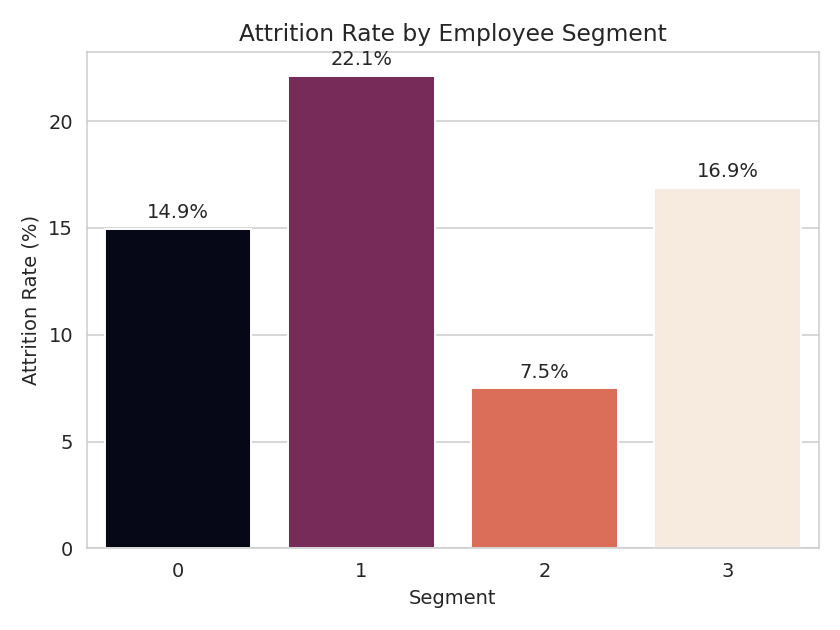 Attrition Rate by Employee Segment
22.1%
20
16.9%
14.9%
15
10
7.5%
5
0
Attrition Rate (%)
0 1 2 3
Segment